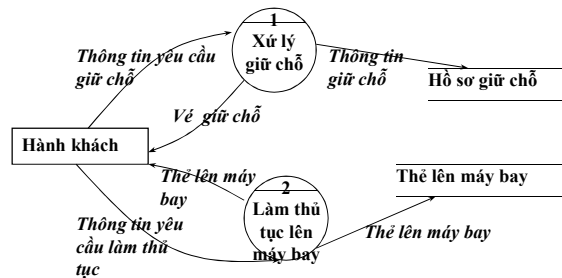 1
Xứ lý
giữ chỗ
Thông tin yêu cầu
giữ chỗ
Thông tin
giữ chỗ
Hồ sơ giữ chỗ
Vé giữ chỗ
Hành khách
Thẻ lên máy
bay
Thẻ lên máy bay
2
Làm thủ
tục lên
máy bay
Thông tin yêu
cầu làm thủ
tục
Thẻ lên máy bay